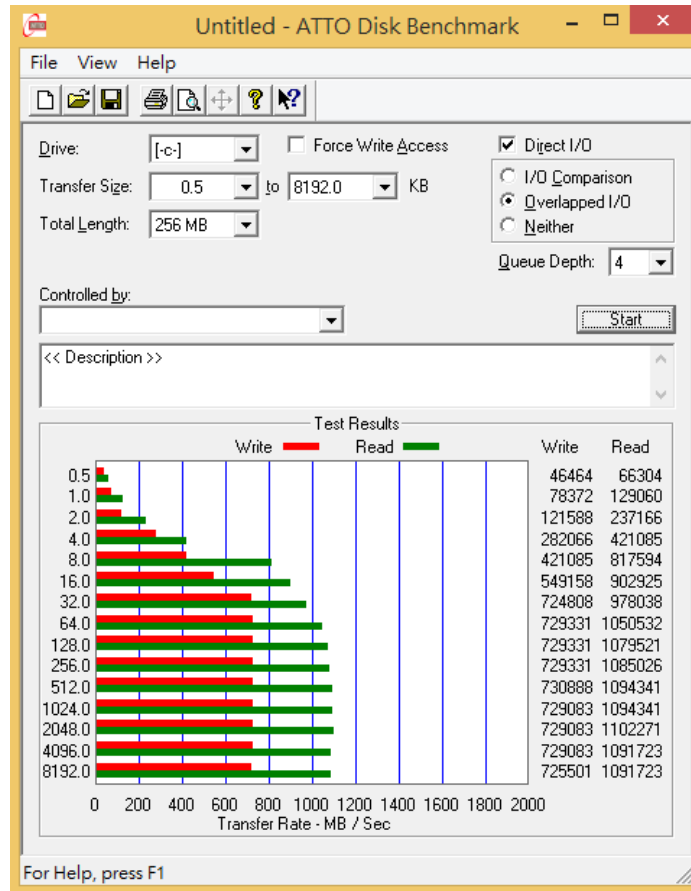 Untitled - ATTO Disk Benchmark
File View Help
Drive: [-c-] Force Write Access Direct I/O
Transfer Size: 0.5 to 8192.0 KB I/O Comparison
Overlapped I/O
Total Length: 256 MB Neither
Queue Depth: 4
Controlled by:
Start
<< Description >>
Test Results
Write Read Write Read
0.5 46464 66304
1.0 78372 129060
2.0 121588 237166
4.0 282066 421085
8.0 421085 817594
16.0 549158 902925
32.0 724808 978038
64.0 729331 1050532
128.0 729331 1079521
256.0 729331 1085026
512.0 730888 1094341
1024.0 729083 1094341
2048.0 729083 1102271
4096.0 729083 1091723
8192.0 725501 1091723
0 200 400 600 800 1000 1200 1400 1600 1800 2000
Transfer Rate - MB / Sec
For Help, press F1